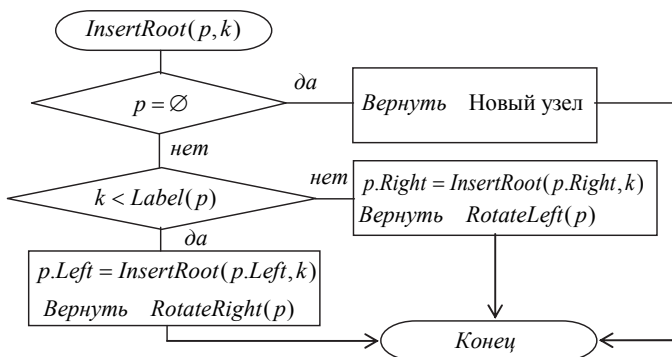 InsertRoot(p,k)
да
p = ∅
Вернуть Новый узел
нет
k < Label(p)
нет
p.Right = InsertRoot(p.Right,k)
Вернуть RotateLeft(p)
да
p.Left = InsertRoot(p.Left,k)
Вернуть RotateRight(p)
Конец